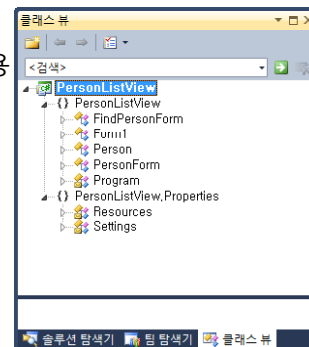 클래스 뷰
용
<검색>
PersonListView
{} PersonListView
FindPersonForm
Form1
Person
PersonForm
Program
{} PersonListView.Properties
Resources
Settings
솔루션 탐색기 팀 탐색기 클래스 뷰